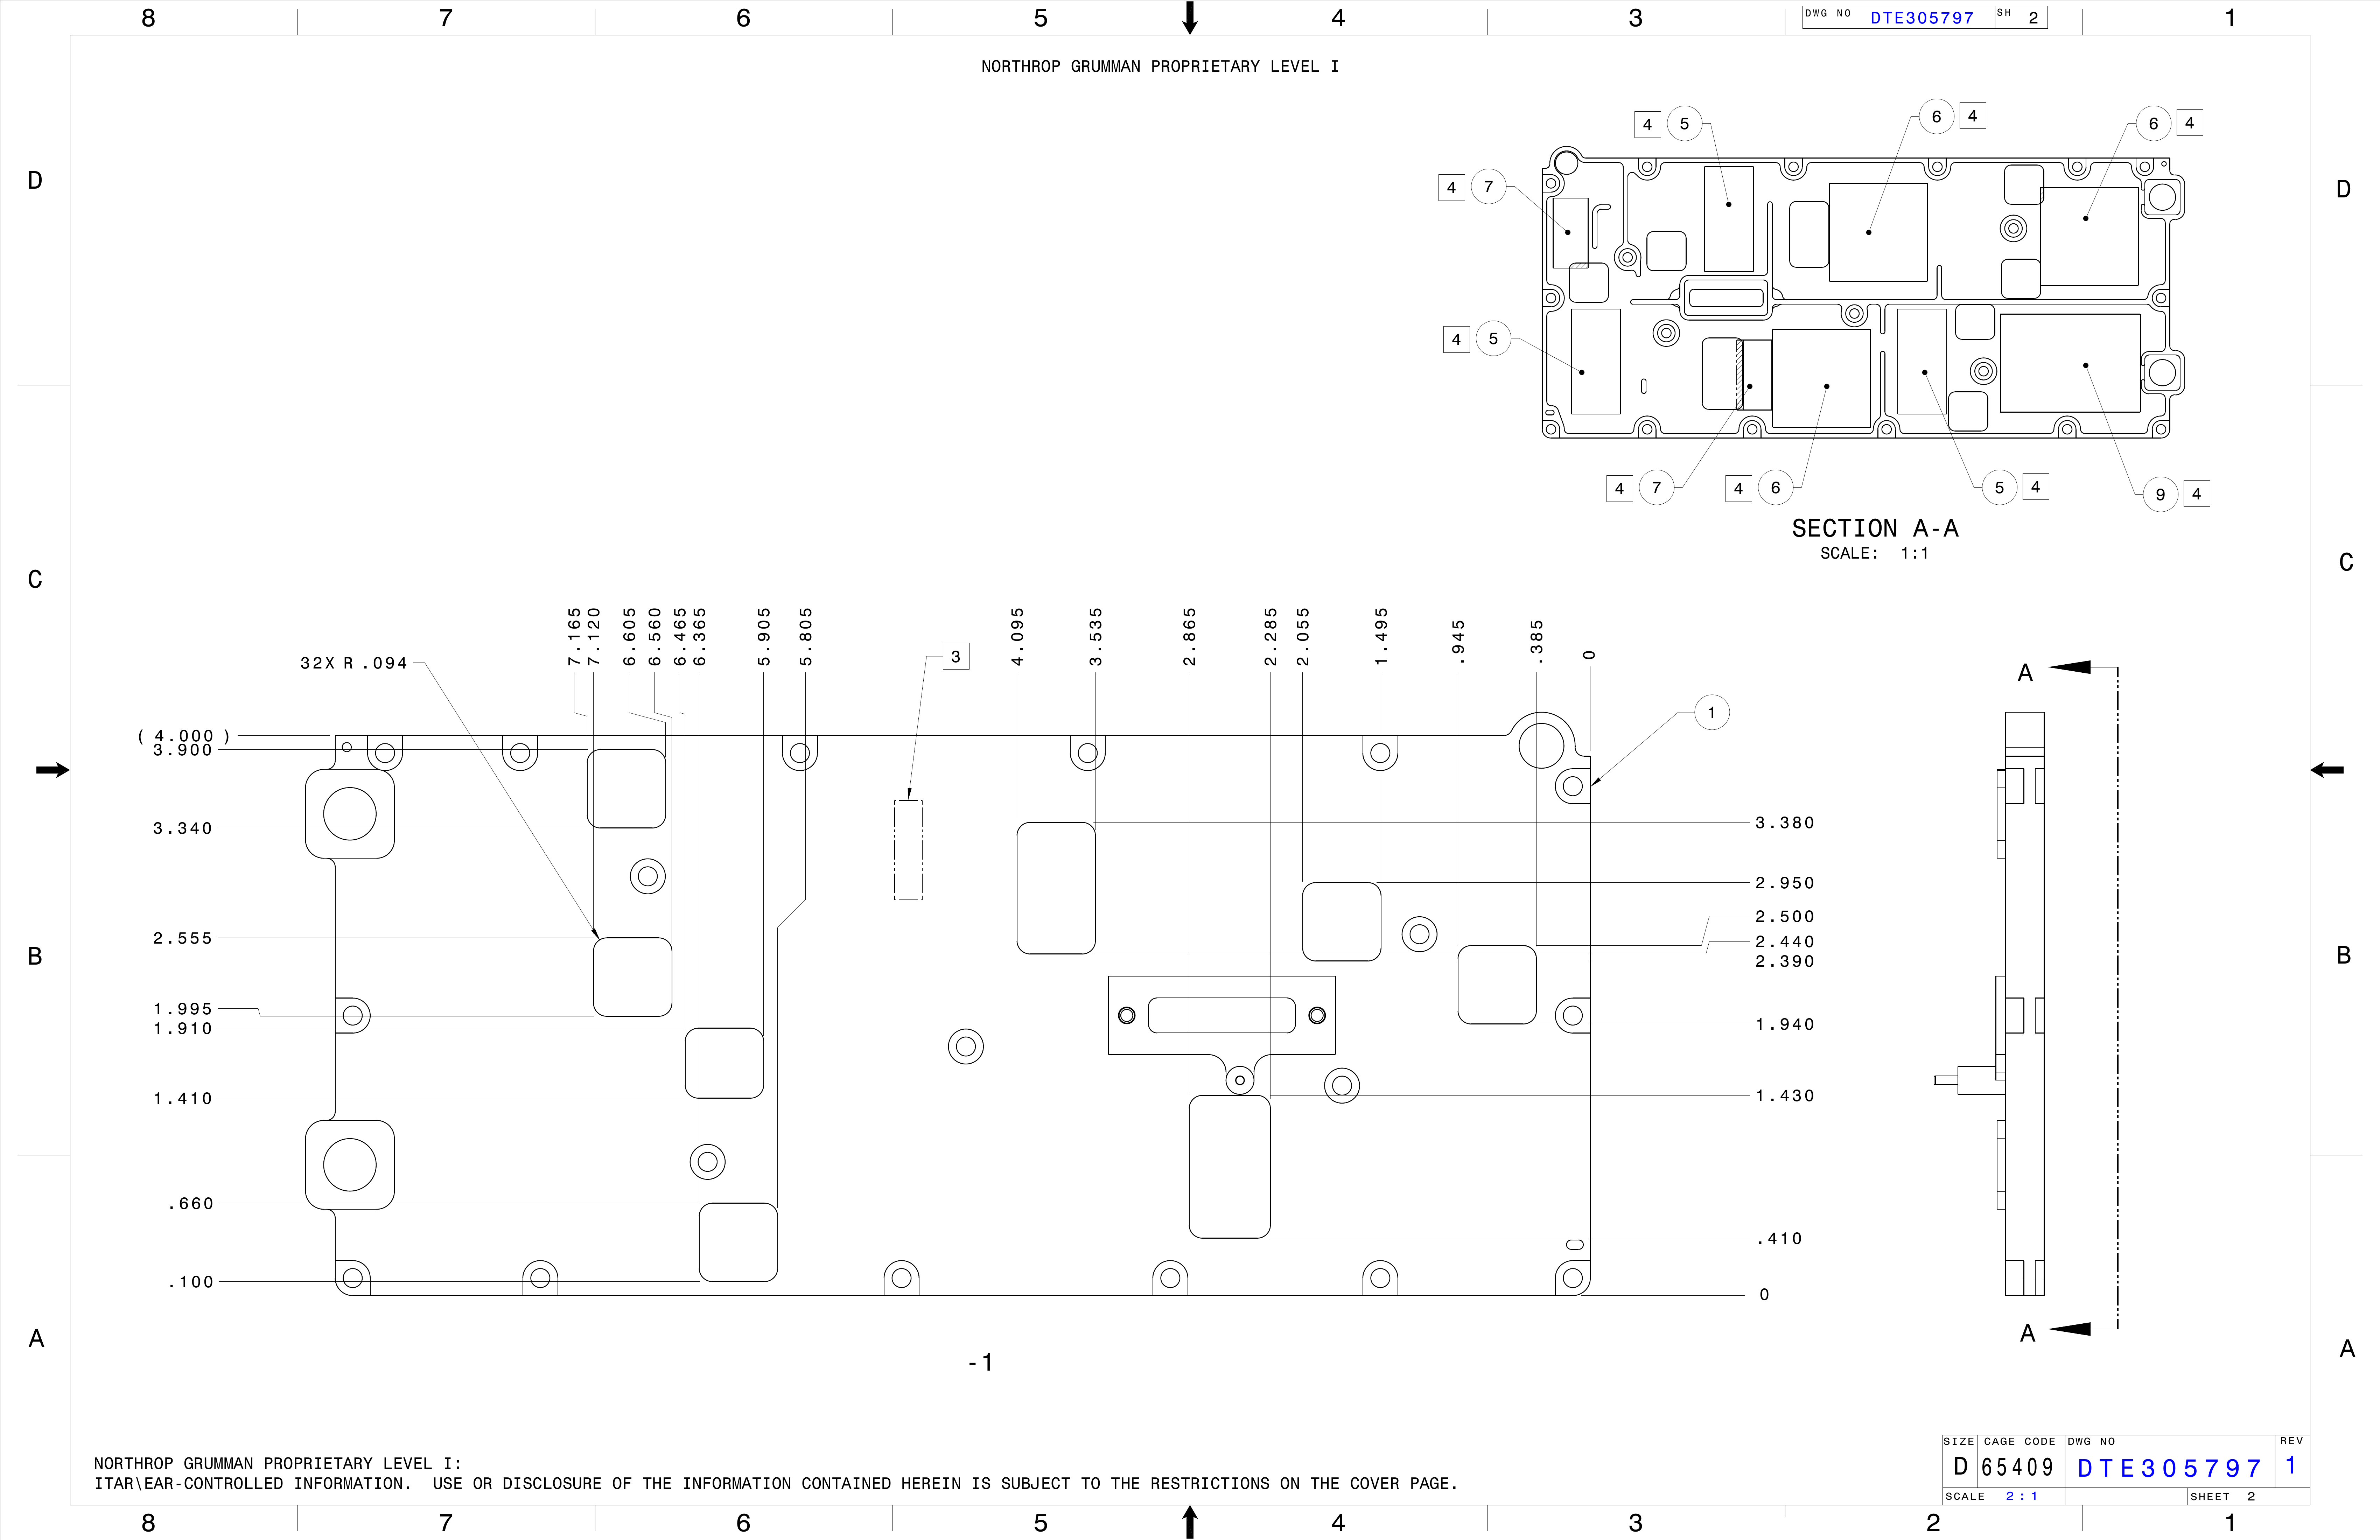 8 7 6 5 4 3 1
DWG NO DTE305797 SH 2
NORTHROP GRUMMAN PROPRIETARY LEVEL I
D D
4 5
6 4
6 4
4 7
4 5
4 7
4 6
5 4
9 4
SECTION A-A
SCALE: 1:1
C C
7.165
7.120
6.605
6.560
6.465
6.365
5.905
5.805
4.095
3.535
2.865
2.285
2.055
1.495
.945
.385
0
32X R .094
3
1
A
( 4.000 )
3.900
3.340
2.555
1.995
1.910
1.410
.660
.100
3.380
2.950
2.500
2.440
2.390
1.940
1.430
.410
0
B B
A
A A
-1
NORTHROP GRUMMAN PROPRIETARY LEVEL I:
ITAR\EAR-CONTROLLED INFORMATION. USE OR DISCLOSURE OF THE INFORMATION CONTAINED HEREIN IS SUBJECT TO THE RESTRICTIONS ON THE COVER PAGE.
SIZE CAGE CODE DWG NO REV
D 65409 DTE305797 1
SCALE 2:1 SHEET 2
8 7 6 5 4 3 2 1